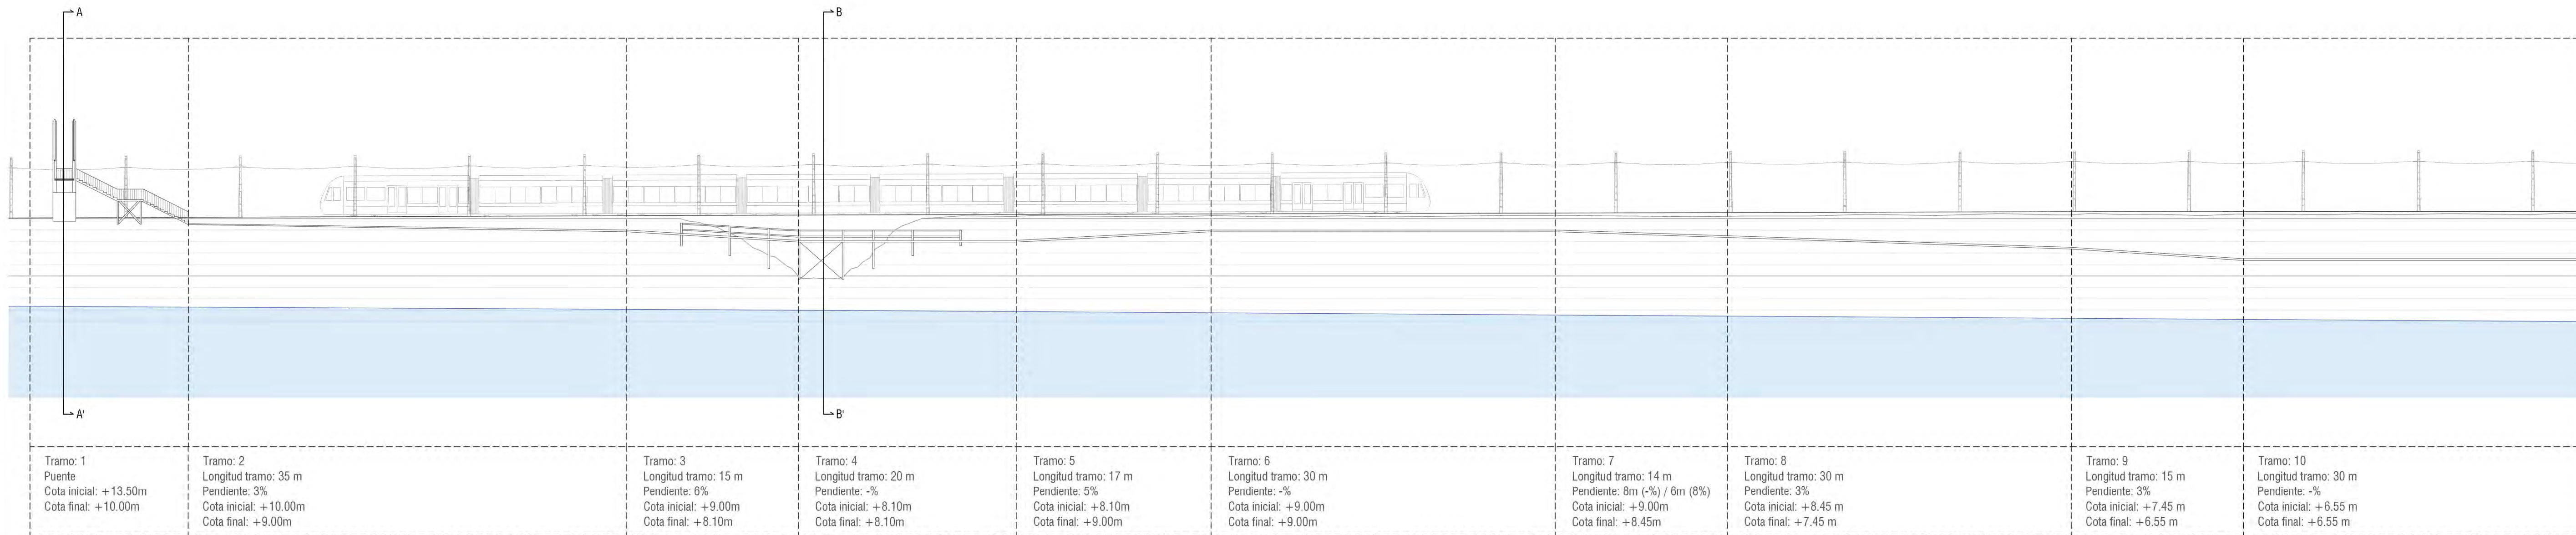 A
B
A'
B'
Tramo: 1
Puente
Cota inicial: +13.50m
Cota final: +10.00m
Tramo: 2
Longitud tramo: 35 m
Pendiente: 3%
Cota inicial: +10.00m
Cota final: +9.00m
Tramo: 3
Longitud tramo: 15 m
Pendiente: 6%
Cota inicial: +9.00m
Cota final: +8.10m
Tramo: 4
Longitud tramo: 20 m
Pendiente: -%
Cota inicial: +8.10m
Cota final: +8.10m
Tramo: 5
Longitud tramo: 17 m
Pendiente: 5%
Cota inicial: +8.10m
Cota final: +9.00m
Tramo: 6
Longitud tramo: 30 m
Pendiente: -%
Cota inicial: +9.00m
Cota final: +9.00m
Tramo: 7
Longitud tramo: 14 m
Pendiente: 8m (-%) / 6m (8%)
Cota inicial: +9.00m
Cota final: +8.45m
Tramo: 8
Longitud tramo: 30 m
Pendiente: 3%
Cota inicial: +8.45 m
Cota final: +7.45 m
Tramo: 9
Longitud tramo: 15 m
Pendiente: 3%
Cota inicial: +7.45 m
Cota final: +6.55 m
Tramo: 10
Longitud tramo: 30 m
Pendiente: -%
Cota inicial: +6.55 m
Cota final: +6.55 m